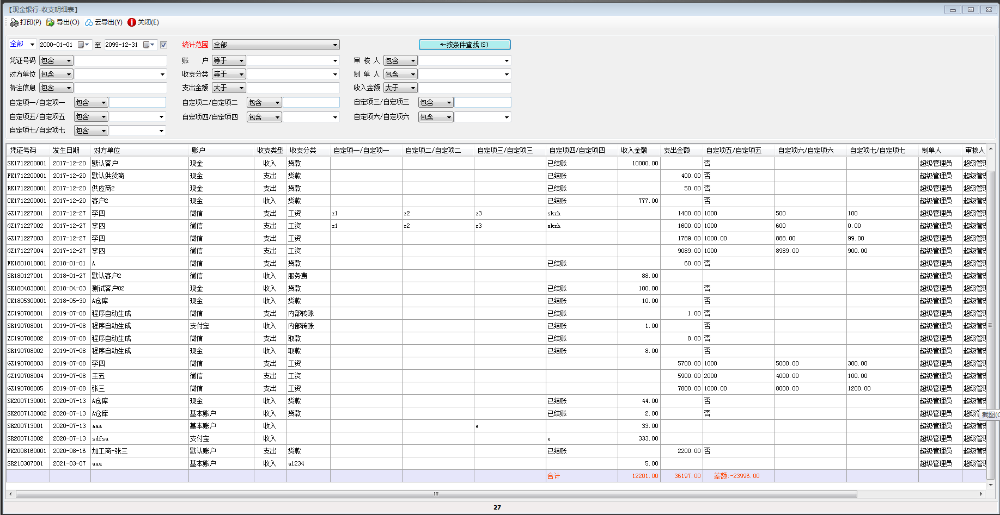 【现金银行-收支明细表】
打印(P) 导出(O) 云导出(Y) 关闭(E)
全部 2000-01-01 至 2099-12-31 统计范围 全部 ←按条件查找(S)
凭证号码 包含 账 户 等于 审 核 人 包含
对方单位 包含 收支分类 等于 制 单 人 包含
备注信息 包含 支出金额 大于 收入金额 大于
自定项一/自定项一 包含 自定项二/自定项二 包含 自定项三/自定项三 包含
自定项五/自定项五 包含 自定项四/自定项四 包含 自定项六/自定项六 包含
自定项七/自定项七 包含
凭证号码 发生日期 对方单位 账户 收支类型 收支分类 自定项一/自定项一 自定项二/自定项二 自定项三/自定项三 自定项四/自定项四 收入金额 支出金额 自定项五/自定项五 自定项六/自定项六 自定项七/自定项七 制单人 审核人
SK1712200001 2017-12-20 默认客户 现金 收入 货款 已结账 10000.00 否 超级管理员 超级管
FK1712200001 2017-12-20 默认供货商 现金 支出 货款 已结账 400.00 否 超级管理员 超级管
RK1712200001 2017-12-20 供应商2 现金 支出 货款 已结账 50.00 否 超级管理员 超级管
CK1712200001 2017-12-20 客户2 现金 收入 货款 已结账 777.00 否 超级管理员 超级管
GZ171227001 2017-12-27 李四 微信 支出 工资 z1 z2 z3 skzh 1400.00 1000 500 100 超级管理员 超级管
GZ171227002 2017-12-27 李四 微信 支出 工资 z1 z2 z3 skzh 1600.00 1000 600 0.00 超级管理员 超级管
GZ171227003 2017-12-27 李四 微信 支出 工资 1789.00 1000.00 888.00 99.00 超级管理员 超级管
GZ171227004 2017-12-27 李四 微信 支出 工资 9089.00 1000 8989.00 900.00 超级管理员 超级管
FK1801010001 2018-01-01 A 微信 支出 货款 已结账 60.00 否 超级管理员 超级管
SR180127001 2018-01-27 默认客户2 微信 收入 服务费 88.00 超级管理员 超级管
SK1804030001 2018-04-03 测试客户02 现金 收入 货款 已结账 100.00 否 超级管理员 超级管
CK1805300001 2018-05-30 A仓库 现金 收入 货款 已结账 10.00 否 超级管理员 超级管
ZC190708001 2019-07-08 程序自动生成 微信 支出 内部转账 已结账 1.00 否 超级管理员 超级管
SR190708001 2019-07-08 程序自动生成 支付宝 收入 内部转账 已结账 1.00 否 超级管理员 超级管
ZC190708002 2019-07-08 程序自动生成 微信 支出 取款 已结账 8.00 否 超级管理员 超级管
SR190708002 2019-07-08 程序自动生成 现金 收入 取款 已结账 8.00 否 超级管理员 超级管
GZ190708003 2019-07-08 李四 微信 支出 工资 5700.00 1000 5000.00 300.00 超级管理员 超级管
GZ190708004 2019-07-08 王五 微信 支出 工资 5900.00 2000 4000.00 100.00 超级管理员 超级管
GZ190708005 2019-07-08 张三 微信 支出 工资 7800.00 1000.00 8000.00 1200.00 超级管理员 超级管
SK2007130001 2020-07-13 A仓库 现金 收入 货款 已结账 44.00 否 超级管理员 超级管
SK2007130002 2020-07-13 A仓库 基本账户 收入 货款 已结账 2.00 否 超级管理员 超级管
截图(
SR200713001 2020-07-13 aaa 基本账户 收入 e 33.00 超级管理员 超级管
SR200713002 2020-07-13 sdfsa 支付宝 收入 e 333.00 超级管理员 超级管
FK2008160001 2020-08-16 加工商-张三 默认账户 支出 货款 已结账 2200.00 否 超级管理员 超级管
SR210307001 2021-03-07 aaa 基本账户 收入 a1234 5.00 超级管理员 超级管
合计 12201.00 36197.00 差额:-23996.00
27